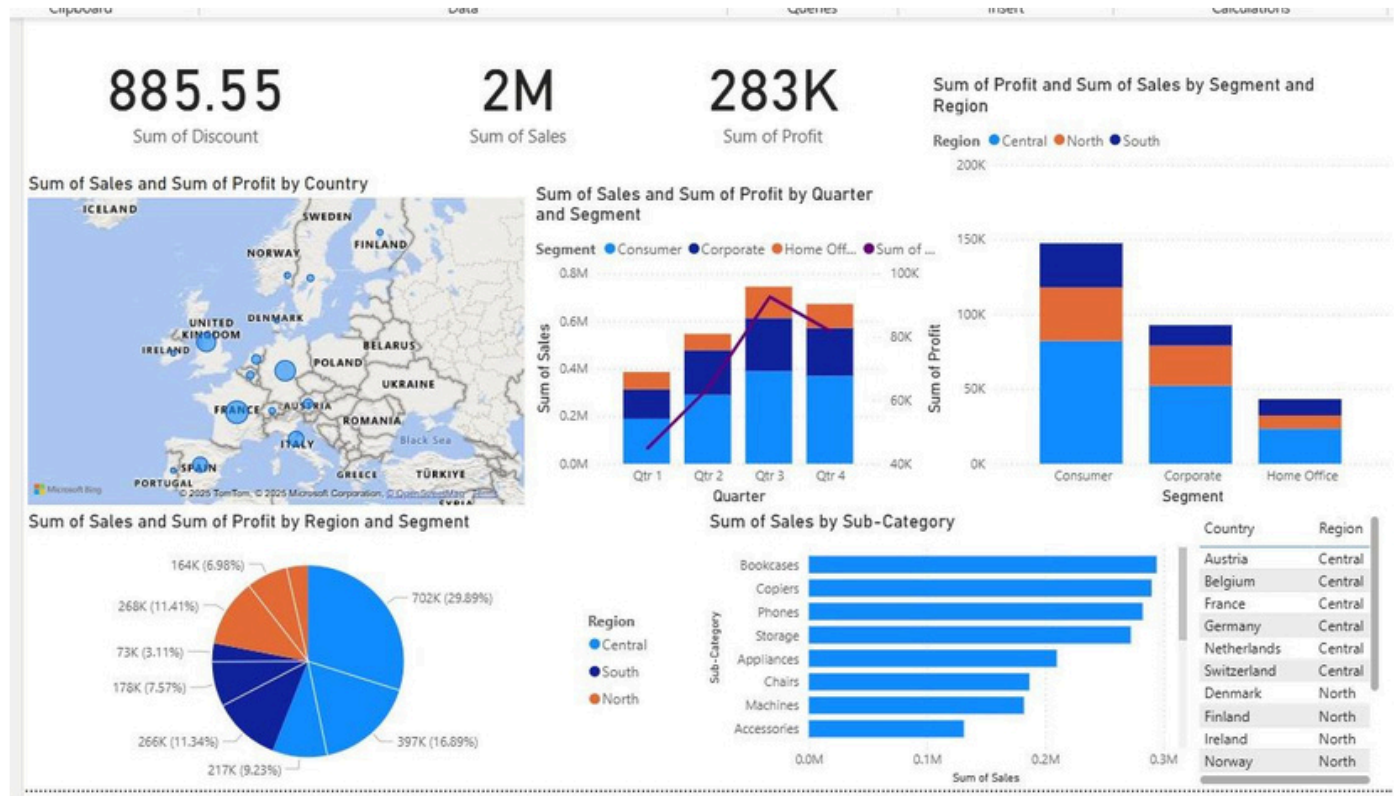 Clipboard
Data
Queries
Insert
Calculations
885.55
Sum of Discount
2M
Sum of Sales
283K
Sum of Profit
Sum of Profit and Sum of Sales by Segment and
Region
Region Central North South
200K
150K
100K
50K
0K
Sum of Profit
Consumer
Corporate
Home Office
Segment
Sum of Sales and Sum of Profit by Country
ICELAND
SWEDEN
FINLAND
NORWAY
UNITED
KINGDOM
DENMARK
IRELAND
BELARUS
POLAND
UKRAINE
FRANCE
AUSTRIA
ROMANIA
ITALY
Black Sea
SPAIN
PORTUGAL
GREECE
TÜRKIYE
SYRIA
Microsoft Bing
© 2025 TomTom, © 2025 Microsoft Corporation, © OpenStreetMap Terms
Sum of Sales and Sum of Profit by Quarter
and Segment
Segment Consumer Corporate Home Off... Sum of ...
0.8M
0.6M
0.4M
0.2M
0.0M
Sum of Sales
100K
80K
60K
40K
Qtr 1
Qtr 2
Qtr 3
Qtr 4
Quarter
Sum of Sales and Sum of Profit by Region and Segment
164K (6.98%)
268K (11.41%)
73K (3.11%)
178K (7.57%)
266K (11.34%)
217K (9.23%)
397K (16.89%)
702K (29.89%)
Region
Central
South
North
Sum of Sales by Sub-Category
Sub-Category
Bookcases
Copiers
Phones
Storage
Appliances
Chairs
Machines
Accessories
0.0M
0.1M
0.2M
0.3M
Sum of Sales
Country Region
Austria Central
Belgium Central
France Central
Germany Central
Netherlands Central
Switzerland Central
Denmark North
Finland North
Ireland North
Norway North